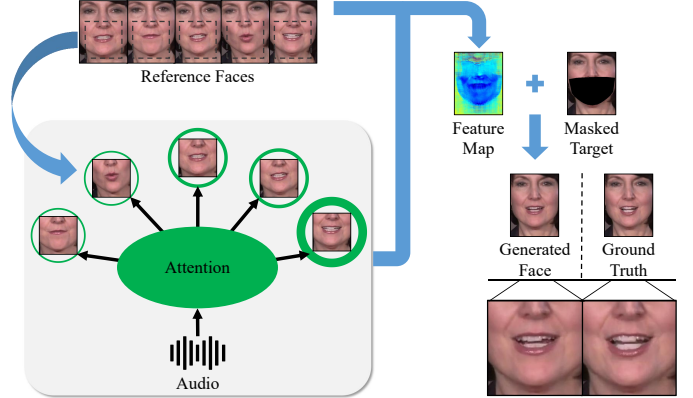 Reference Faces
Feature
Map
Masked
Target
Attention
Audio
Generated
Face
Ground
Truth